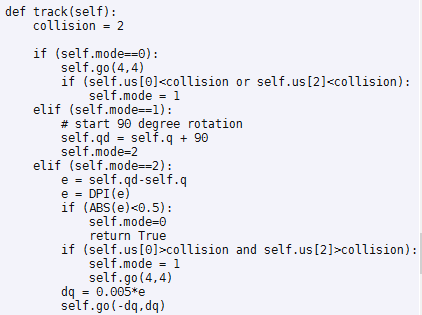 def track(self):
    collision = 2

    if (self.mode==0):
        self.go(4,4)
        if (self.us[0]<collision or self.us[2]<collision):
            self.mode = 1
    elif (self.mode==1):
        # start 90 degree rotation
        self.qd = self.q + 90
        self.mode=2
    elif (self.mode==2):
        e = self.qd-self.q
        e = DPI(e)
        if (ABS(e)<0.5):
            self.mode=0
            return True
        if (self.us[0]>collision and self.us[2]>collision):
            self.mode = 1
            self.go(4,4)
        dq = 0.005*e
        self.go(-dq,dq)